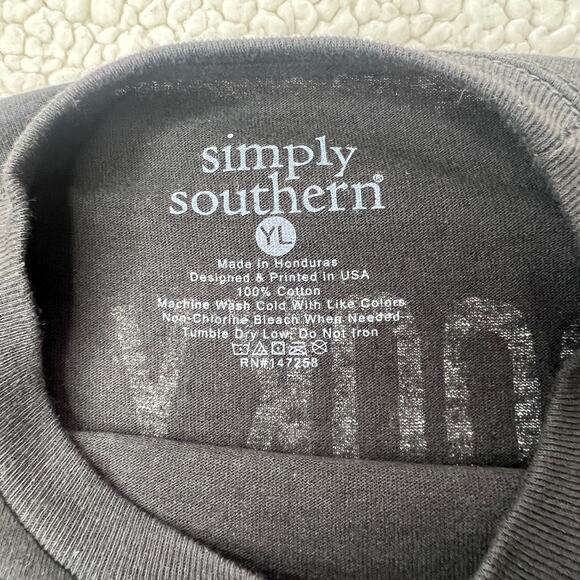 simply
southern®
YL
Made in Honduras
Designed & Printed in USA
100% Cotton
Machine Wash Cold With Like Colors
Non-Chlorine Bleach When Needed
Tumble Dry Low, Do Not Iron
RN#147258